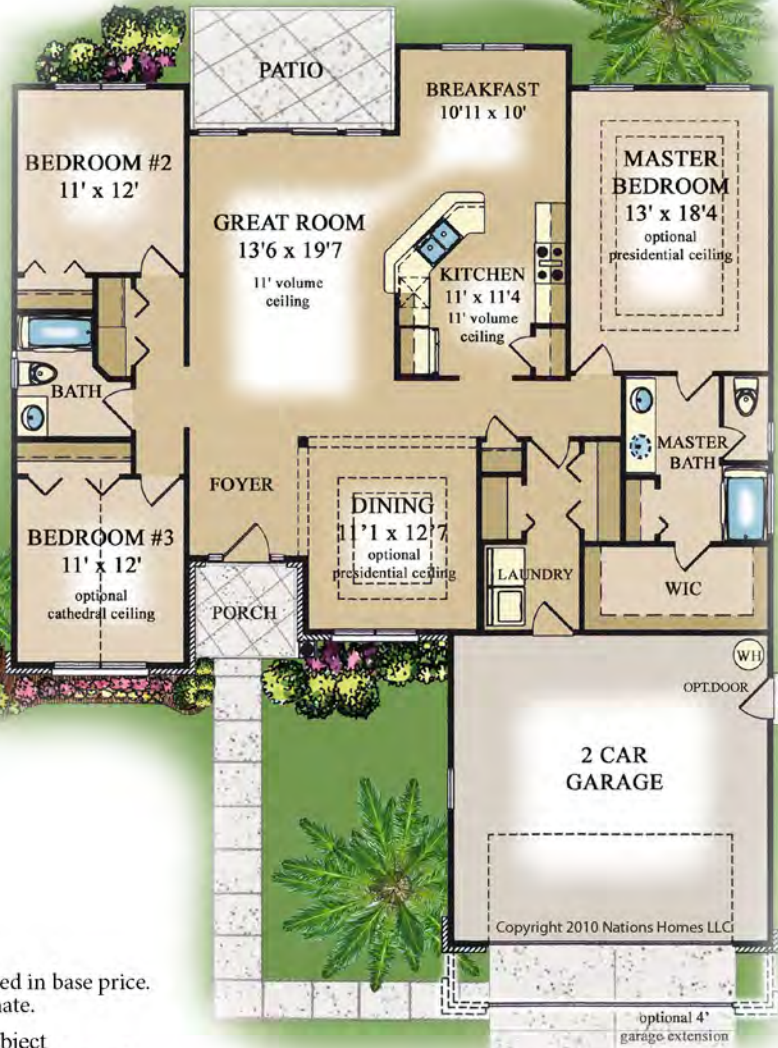 PATIO
BREAKFAST
10'11 x 10'
BEDROOM #2
11' x 12'
MASTER
BEDROOM
13' x 18'4
optional
presidential ceiling
GREAT ROOM
13'6 x 19'7
11' volume
ceiling
KITCHEN
11' x 11'4
11' volume
ceiling
BATH
MASTER
BATH
FOYER
DINING
11'1 x 12'7
optional
presidential ceiling
BEDROOM #3
11' x 12'
optional
cathedral ceiling
LAUNDRY
WIC
PORCH
WH
OPT.DOOR
2 CAR
GARAGE
Copyright 2010 Nations Homes LLC
ed in base price.
nate.
optional 4'
garage extension
bject